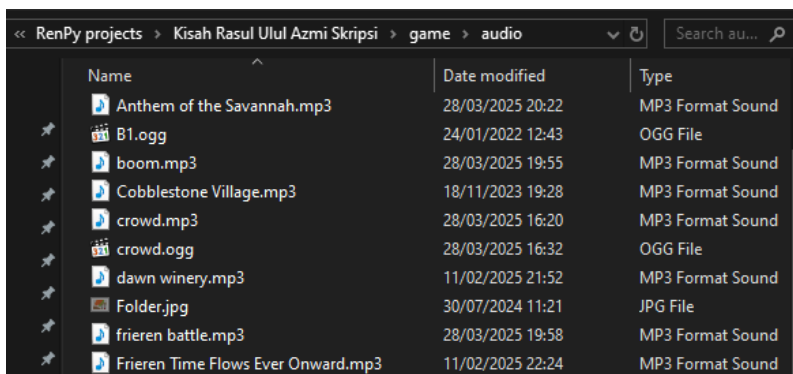 « RenPy projects > Kisah Rasul Ulul Azmi Skripsi > game > audio Search au...
Name Date modified Type
Anthem of the Savannah.mp3 28/03/2025 20:22 MP3 Format Sound
B1.ogg 24/01/2022 12:43 OGG File
boom.mp3 28/03/2025 19:55 MP3 Format Sound
Cobblestone Village.mp3 18/11/2023 19:28 MP3 Format Sound
crowd.mp3 28/03/2025 16:20 MP3 Format Sound
crowd.ogg 28/03/2025 16:32 OGG File
dawn winery.mp3 11/02/2025 21:52 MP3 Format Sound
Folder.jpg 30/07/2024 11:21 JPG File
frieren battle.mp3 28/03/2025 19:58 MP3 Format Sound
Frieren Time Flows Ever Onward.mp3 11/02/2025 22:24 MP3 Format Sound